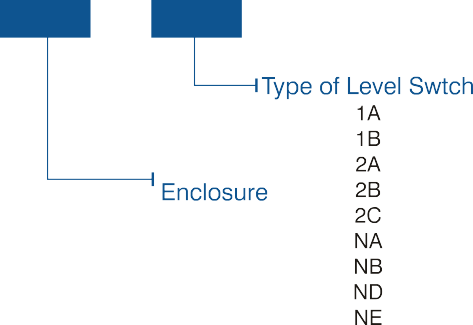 Type of Level Swtch
1A
1B
2A
2B
Enclosure
2C
NA
NB
ND
NE